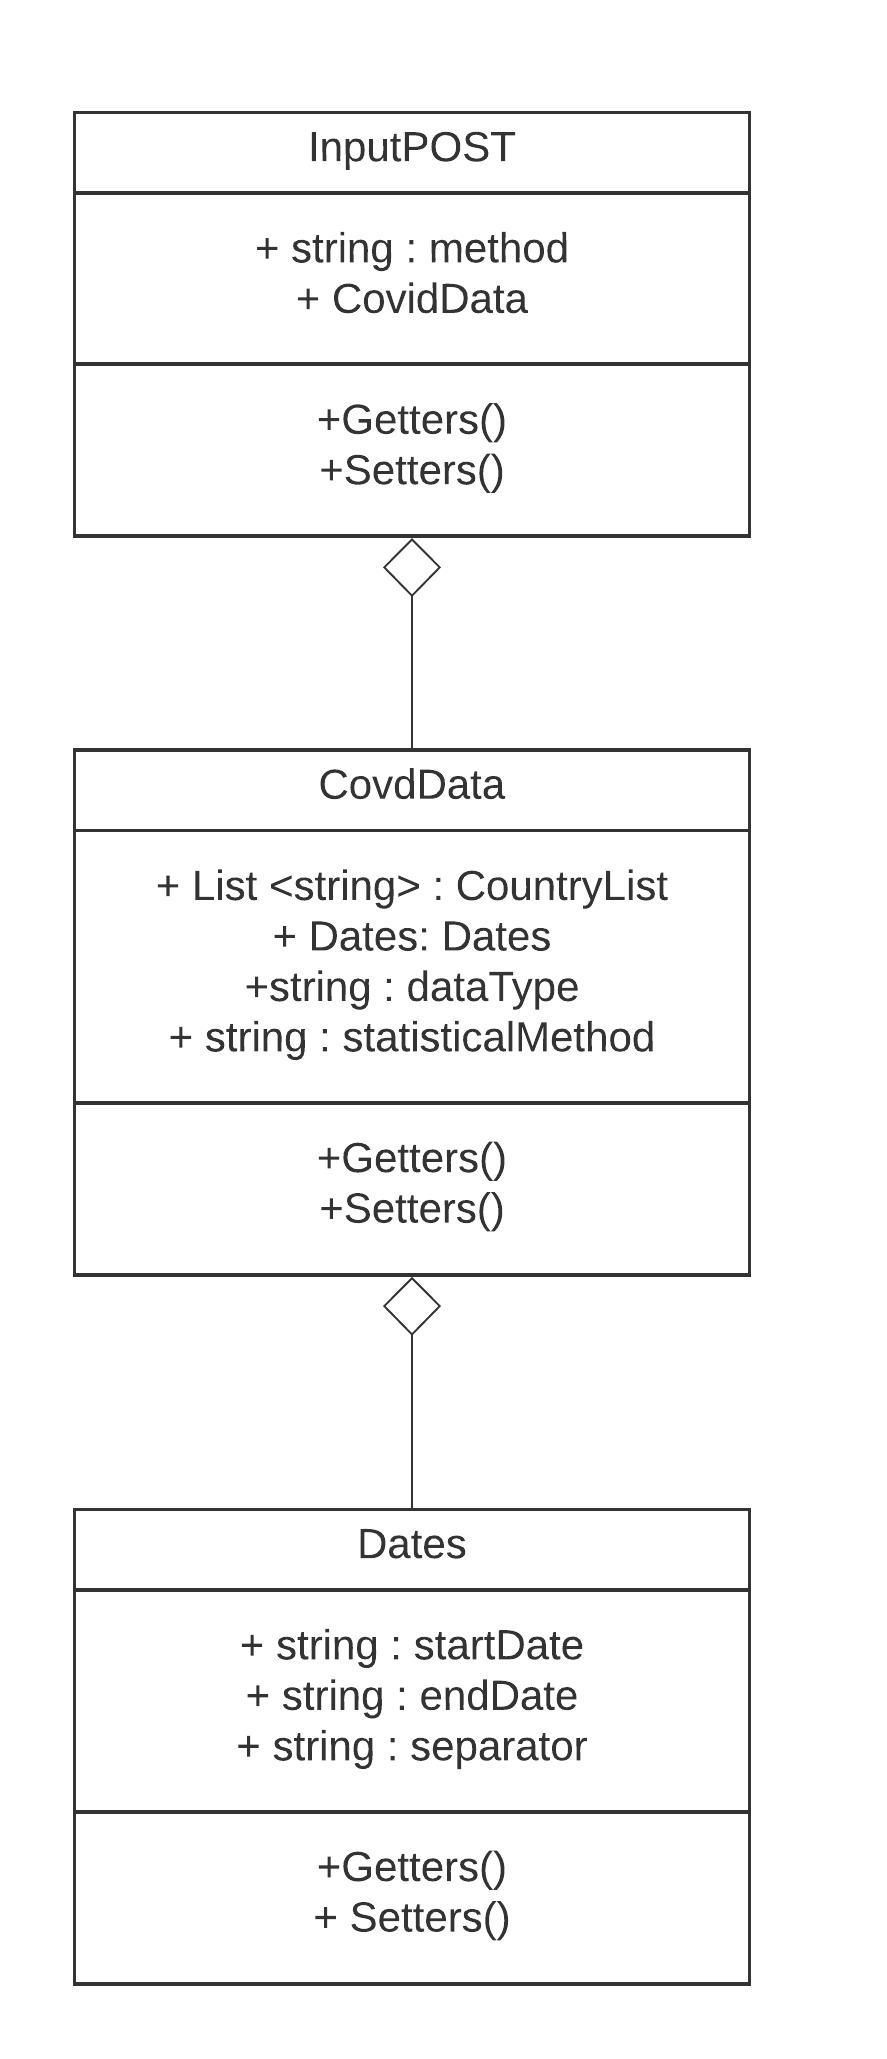 InputPOST
+ string : method
+ CovidData
+Getters()
+Setters()
CovdData
+ List <string> : CountryList
+ Dates: Dates
+string : dataType
+ string : statisticalMethod
+Getters()
+Setters()
Dates
+ string : startDate
+ string : endDate
+ string : separator
+Getters()
+ Setters()